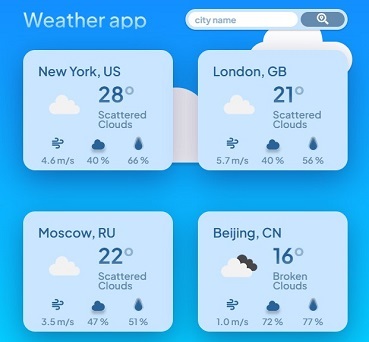 Weather app
city name
New York, US
28°
Scattered
Clouds
4.6 m/s 40 % 66 %
London, GB
21°
Scattered
Clouds
5.7 m/s 40 % 56 %
Moscow, RU
22°
Scattered
Clouds
3.5 m/s 47 % 51 %
Beijing, CN
16°
Broken
Clouds
1.0 m/s 72 % 77 %